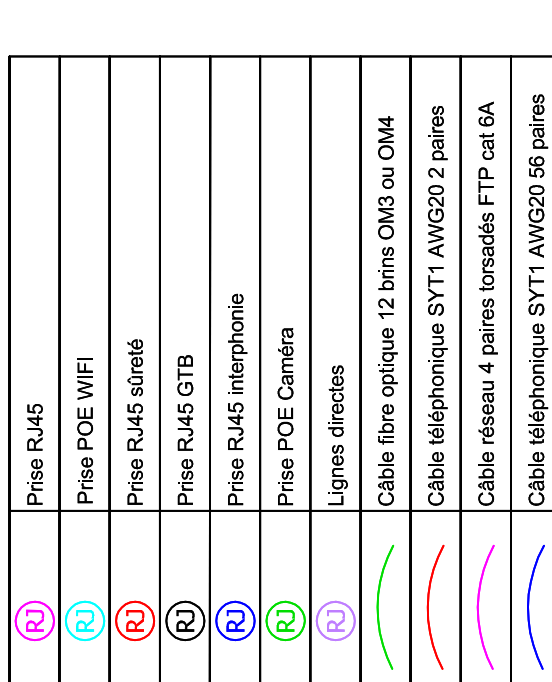 RJ Prise RJ45
RJ Prise POE WIFI
RJ Prise RJ45 sûreté
RJ Prise RJ45 GTB
RJ Prise RJ45 interphonie
RJ Prise POE Caméra
RJ Lignes directes
Câble fibre optique 12 brins OM3 ou OM4
Câble téléphonique SYT1 AWG20 2 paires
Câble réseau 4 paires torsadés FTP cat 6A
Câble téléphonique SYT1 AWG20 56 paires